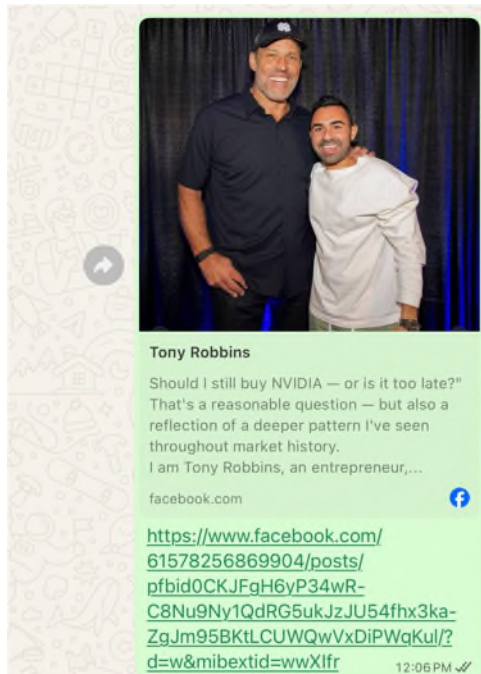 Tony Robbins
Should I still buy NVIDIA — or is it too late?"
That's a reasonable question — but also a
reflection of a deeper pattern I've seen
throughout market history.
I am Tony Robbins, an entrepreneur,...
facebook.com
https://www.facebook.com/
61578256869904/posts/
pfbid0CKJFgH6yP34wR-
C8Nu9Ny1QdRG5ukJzJU54fhx3ka-
ZgJm95BKtLCUWQwVxDiPWqKul/?
d=w&mibextid=wwXIfr
12:06 PM